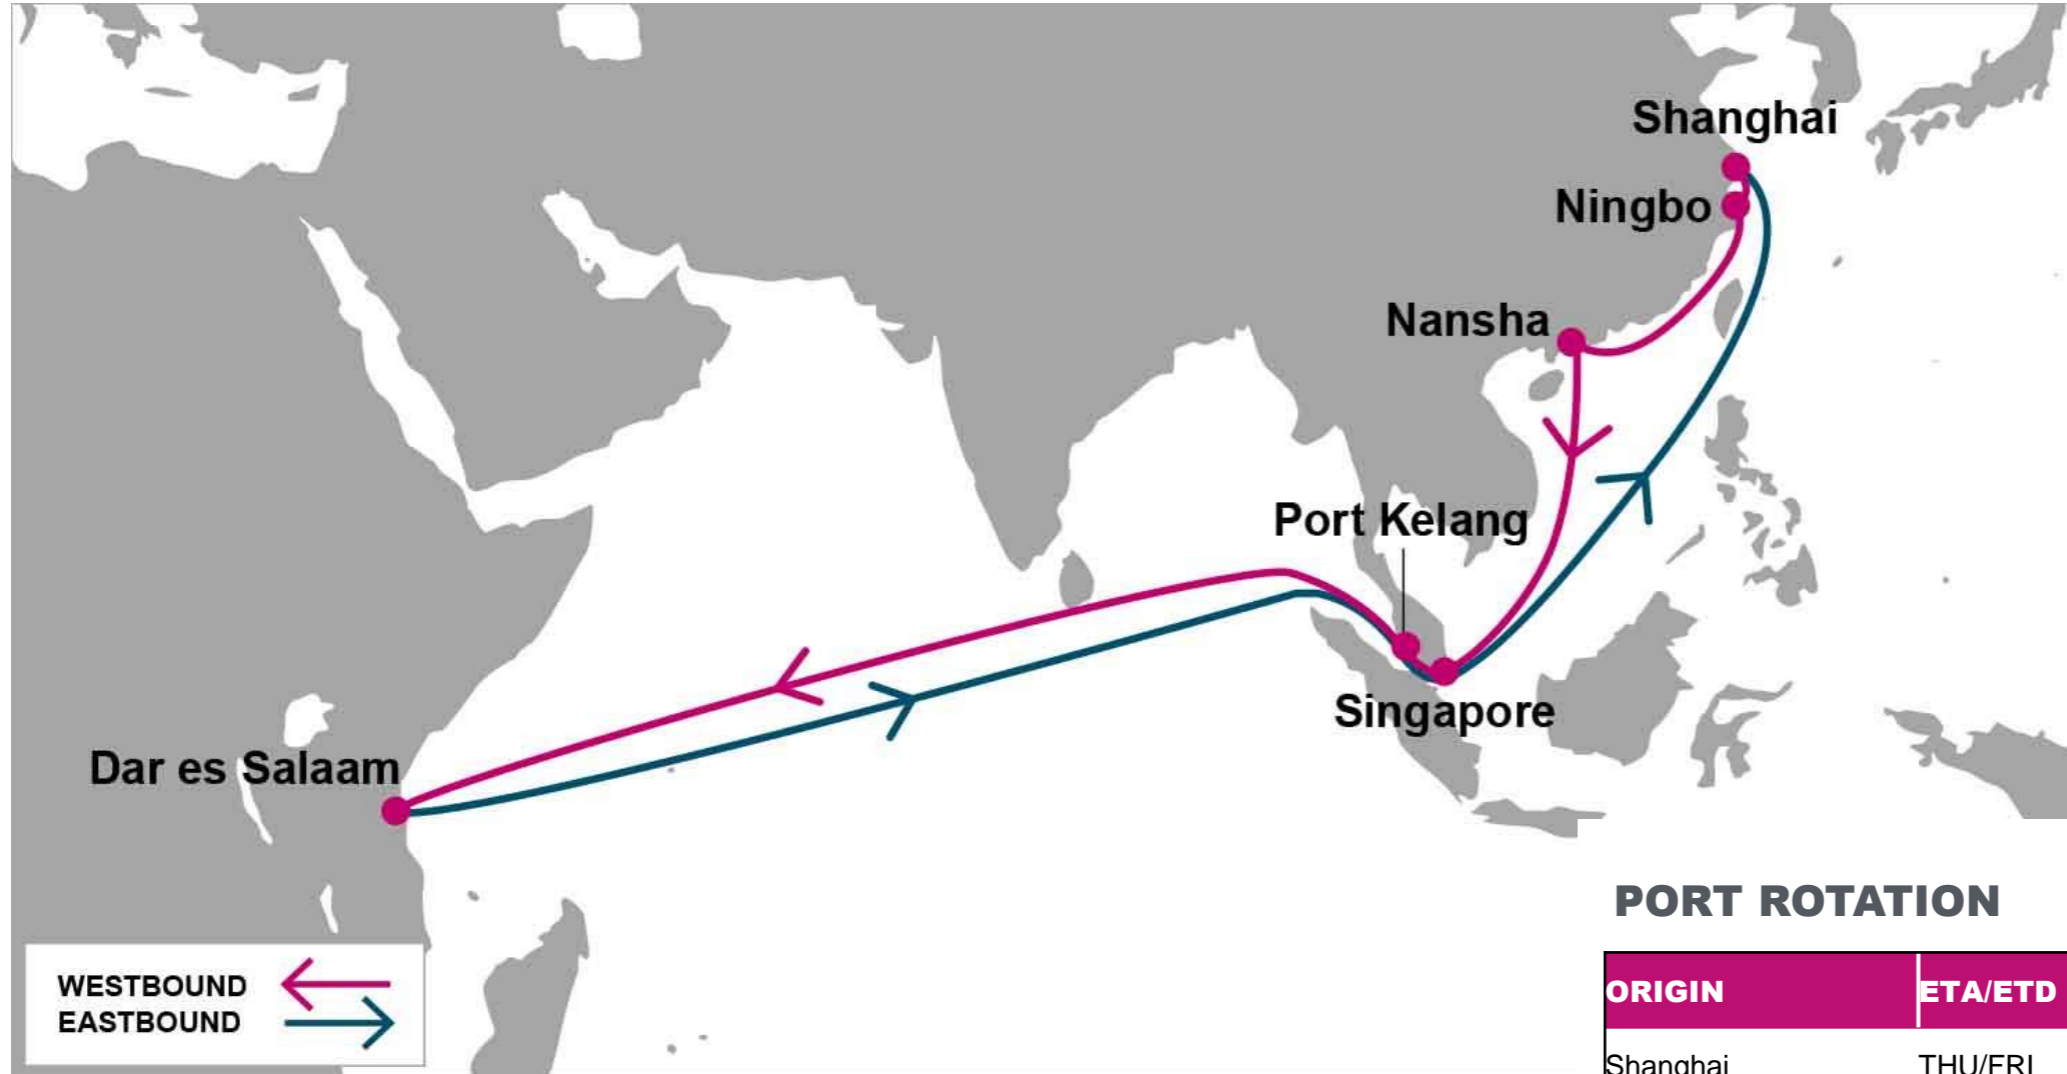 Shanghai
Ningbo
Nansha
Port Kelang
Singapore
Dar es Salaam
WESTBOUND
EASTBOUND
PORT ROTATION
ORIGIN ETA/ETD
Shanghai THU/FRI